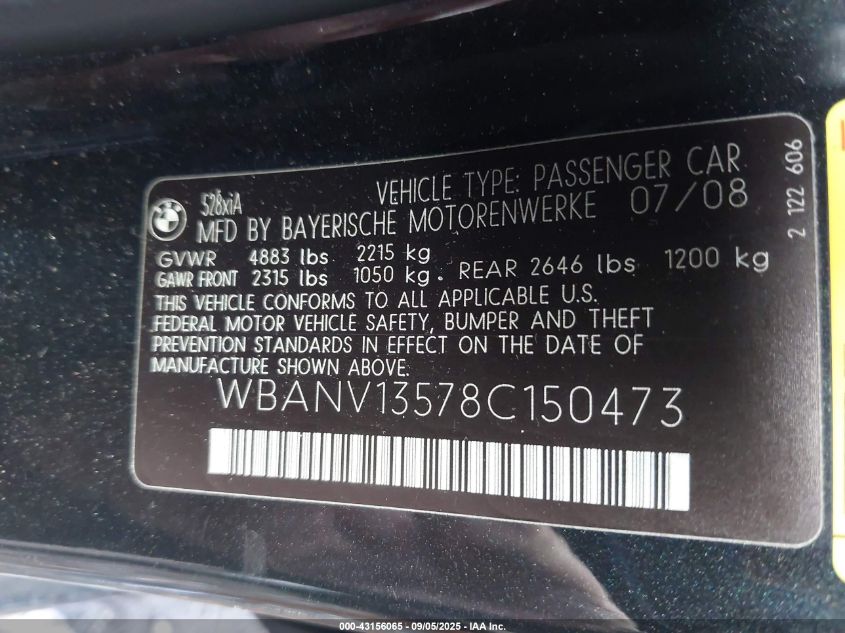 528xiA
VEHICLE TYPE: PASSENGER CAR
MFD BY BAYERISCHE MOTORENWERKE 07/08
GVWR 4883 lbs 2215 kg
GAWR FRONT 2315 lbs 1050 kg. REAR 2646 lbs 1200 kg
THIS VEHICLE CONFORMS TO ALL APPLICABLE U.S.
FEDERAL MOTOR VEHICLE SAFETY, BUMPER AND THEFT
PREVENTION STANDARDS IN EFFECT ON THE DATE OF
MANUFACTURE SHOWN ABOVE.
WBANV13578C150473
2 122 606
000-43156065 - 09/05/2025 - IAA Inc.